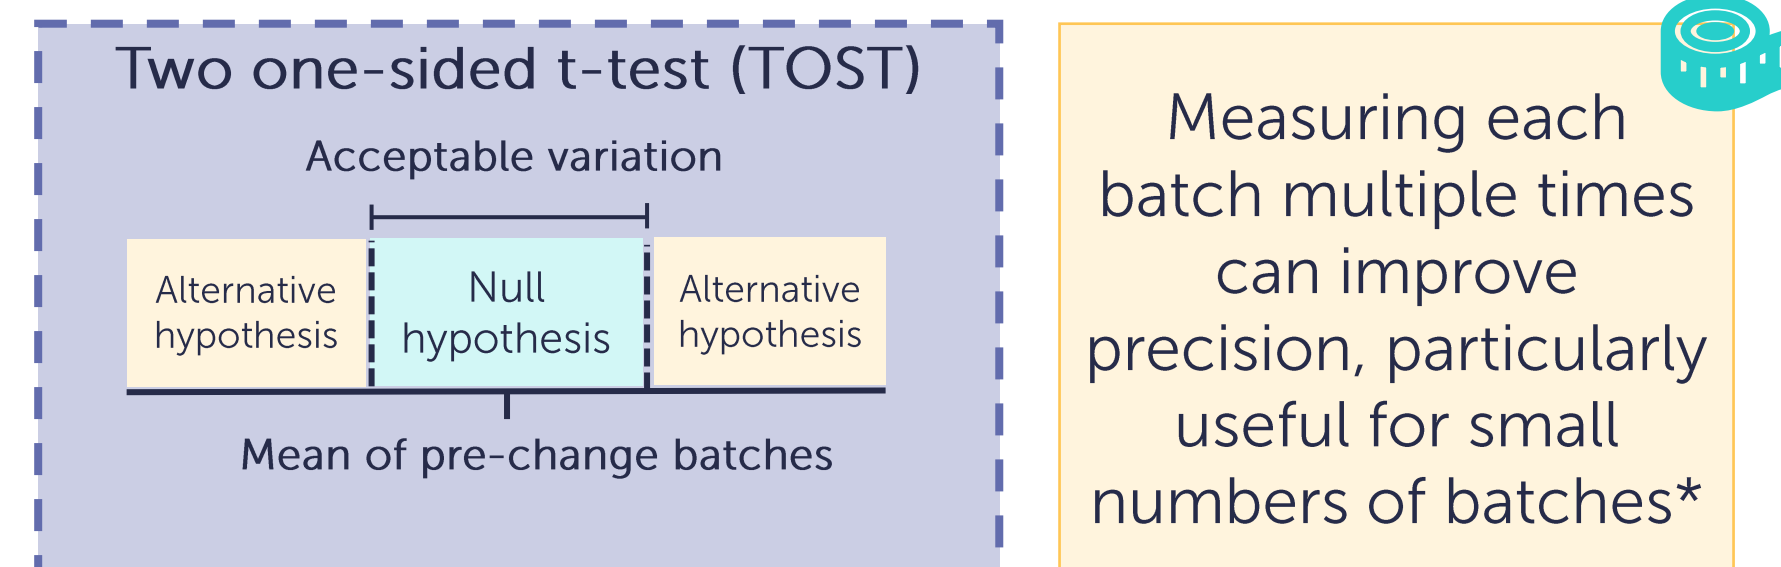 Two one-sided t-test (TOST)
Acceptable variation
Alternative
hypothesis
Null
hypothesis
Alternative
hypothesis
Mean of pre-change batches
Measuring each
batch multiple times
can improve
precision, particularly
useful for small
numbers of batches*